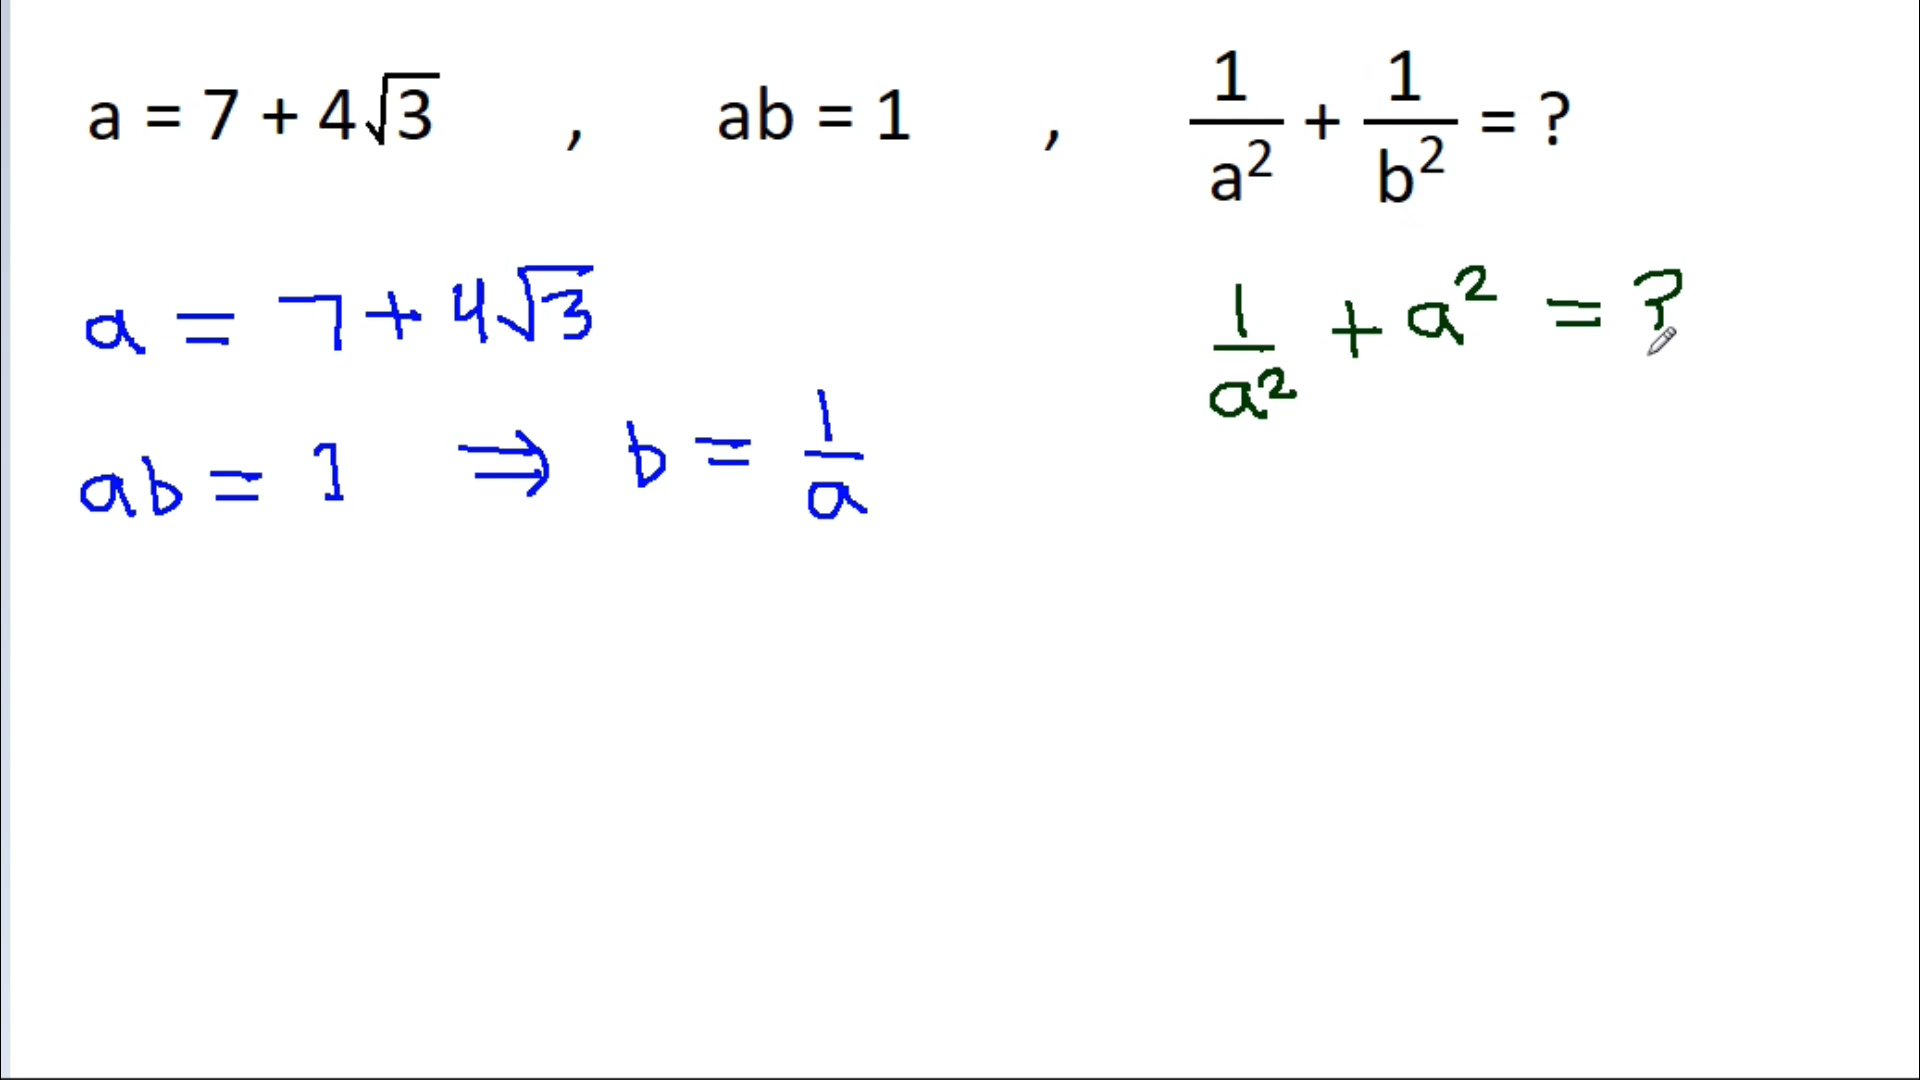 a = 7 + 4√3 , ab = 1 , 1/a² + 1/b² = ?
a = 7 + 4√3
1/a² + a² = ?
ab = 1 ⇒ b = 1/a